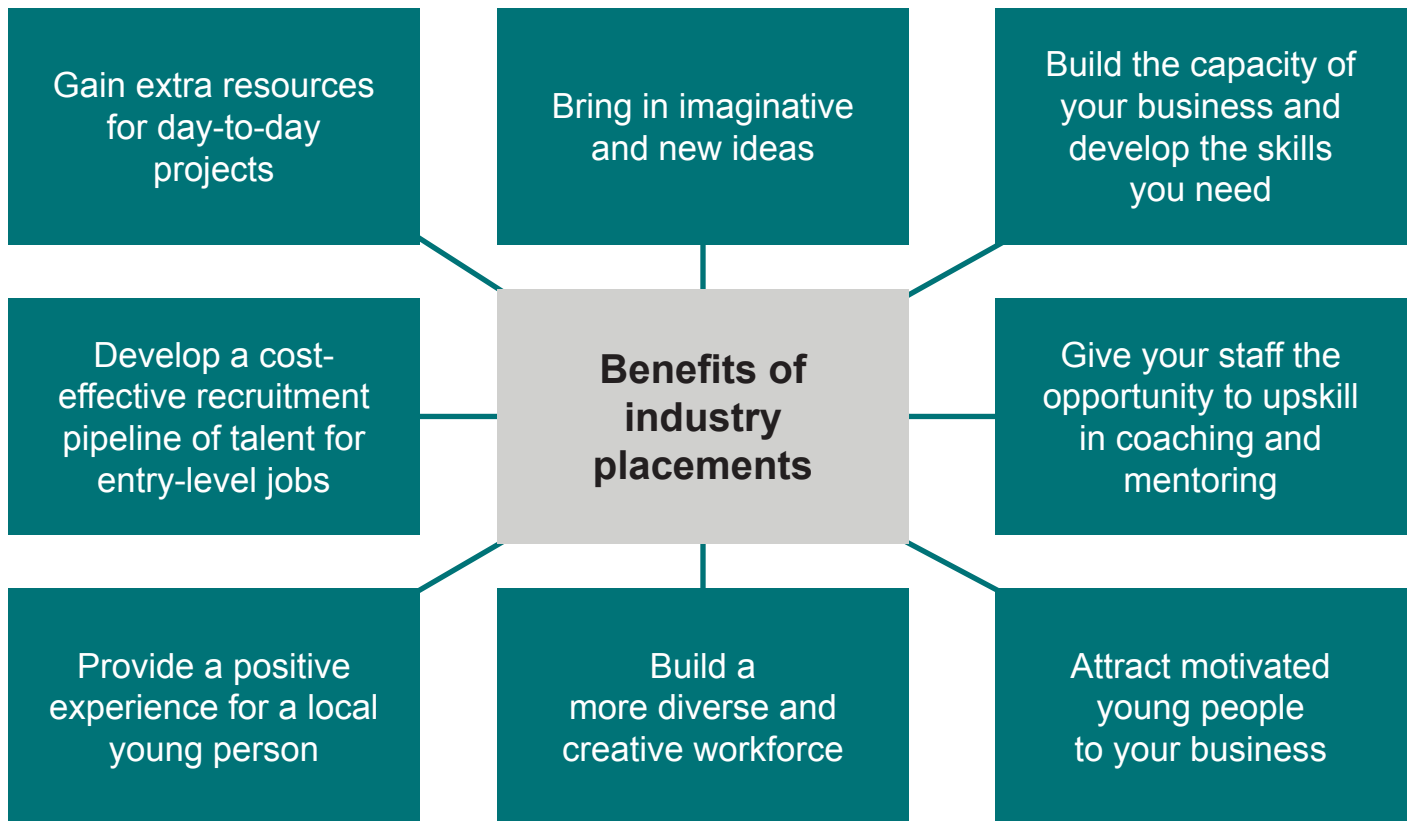 Gain extra resources
for day-to-day
projects
Bring in imaginative
and new ideas
Build the capacity of
your business and
develop the skills
you need
Develop a cost-
effective recruitment
pipeline of talent for
entry-level jobs
Benefits of
industry
placements
Give your staff the
opportunity to upskill
in coaching and
mentoring
Provide a positive
experience for a local
young person
Build a
more diverse and
creative workforce
Attract motivated
young people
to your business